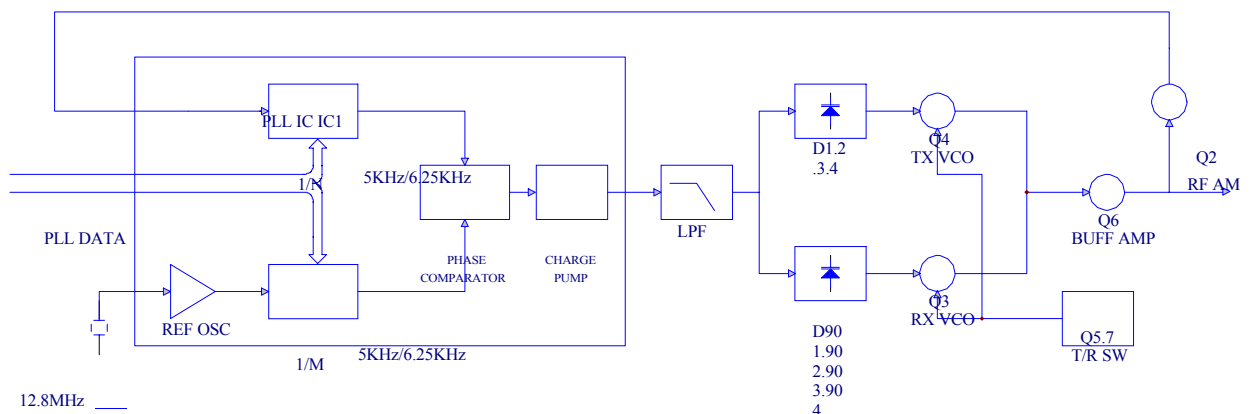 PLL IC IC1
1/N
5KHz/6.25KHz
PLL DATA
PHASE
COMPARATOR
CHARGE
PUMP
REF OSC
1/M
5KHz/6.25KHz
12.8MHz
LPF
D1.2
.3.4
Q4
TX VCO
Q2
RF AM
Q6
BUFF AMP
Q3
RX VCO
D90
1.90
2.90
3.90
4
Q5.7
T/R SW